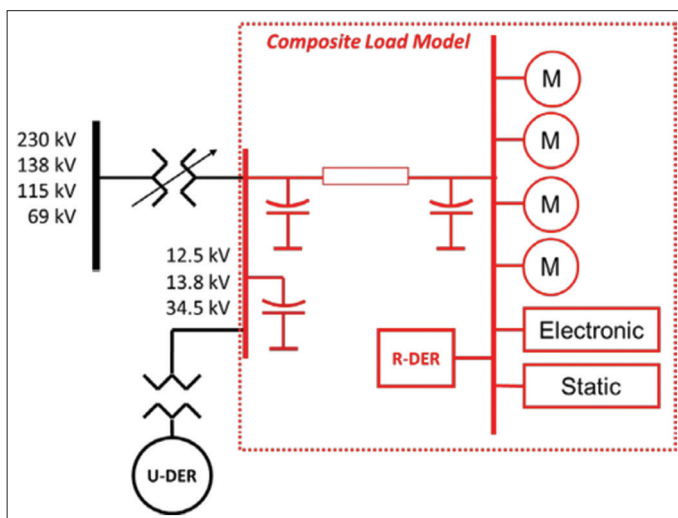 Composite Load Model
230 kV
138 kV
115 kV
69 kV
12.5 kV
13.8 kV
34.5 kV
M
M
M
M
Electronic
R-DER
Static
U-DER